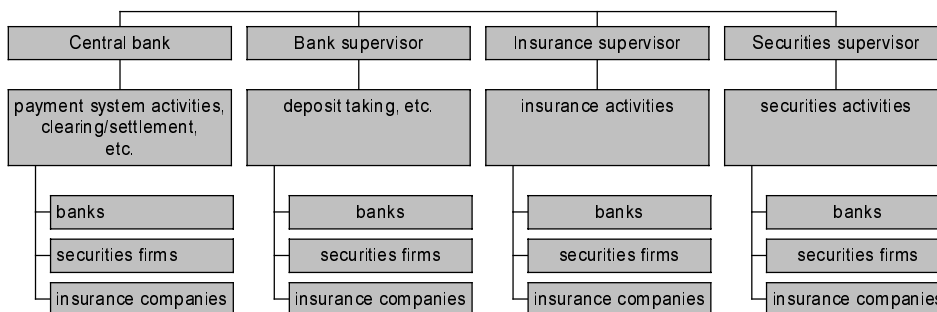 Central bank
Bank supervisor
Insurance supervisor
Securities supervisor
payment system activities,
clearing/settlement,
etc.
deposit taking, etc.
insurance activities
securities activities
banks
securities firms
insurance companies
banks
securities firms
insurance companies
banks
securities firms
insurance companies
banks
securities firms
insurance companies